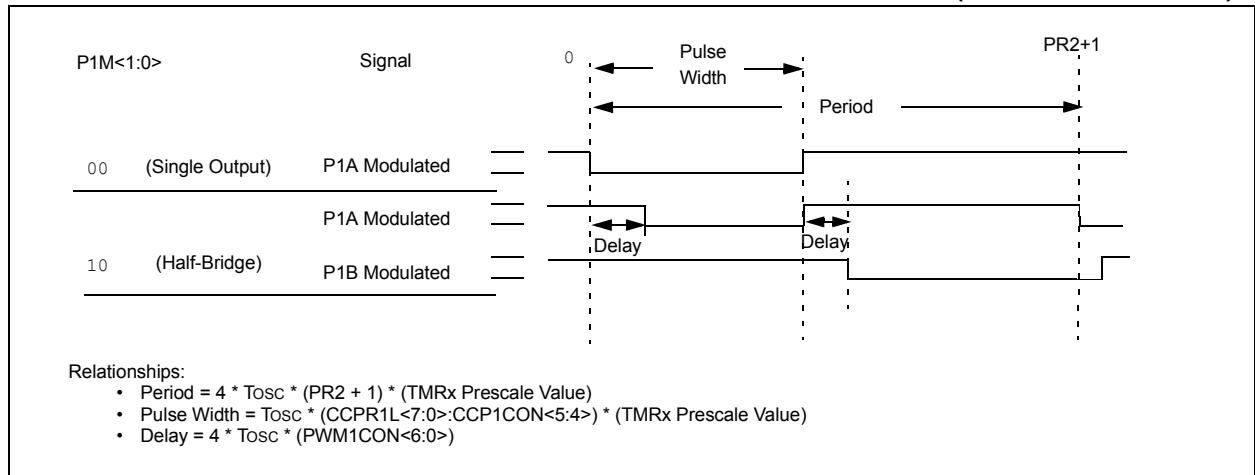 P1M<1:0>
Signal
0
Pulse
Width
PR2+1
Period
00
(Single Output)
P1A Modulated
P1A Modulated
Delay
Delay
10
(Half-Bridge)
P1B Modulated
Relationships:
• Period = 4 * TOSC * (PR2 + 1) * (TMRx Prescale Value)
• Pulse Width = TOSC * (CCPR1L<7:0>:CCP1CON<5:4>) * (TMRx Prescale Value)
• Delay = 4 * TOSC * (PWM1CON<6:0>)